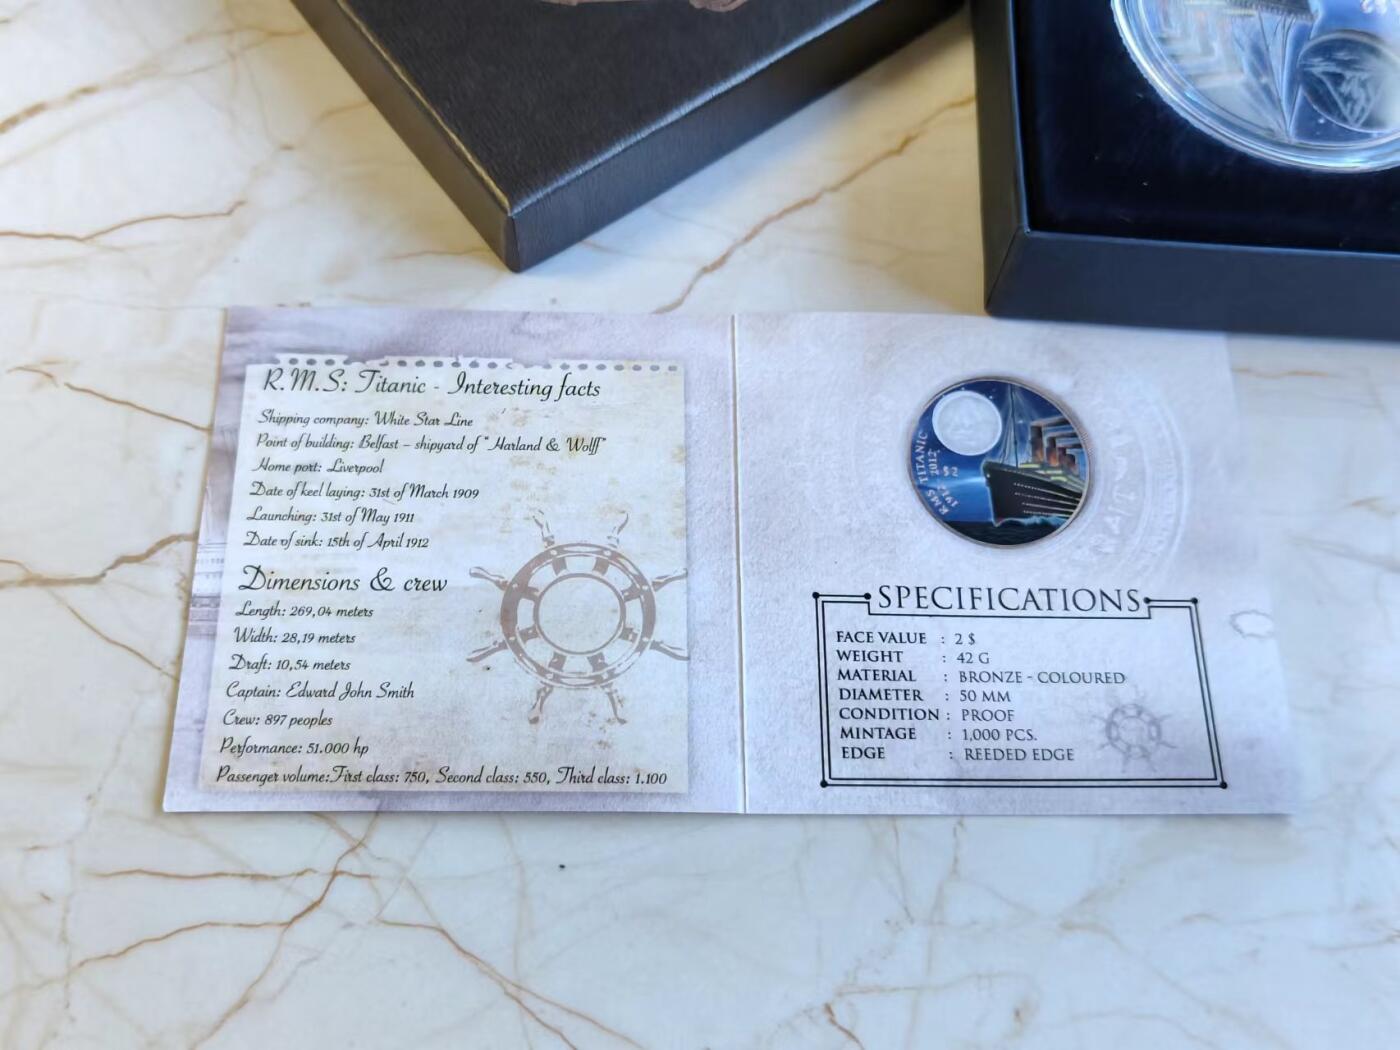 R.M.S: Titanic - Interesting facts
Shipping company: White Star Line
Point of building: Belfast – shipyard of "Harland & Wolff"
Home port: Liverpool
Date of keel laying: 31st of March 1909
Launching: 31st of May 1911
Date of sink: 15th of April 1912
Dimensions & crew
Length: 269,04 meters
Width: 28,19 meters
Draft: 10,54 meters
Captain: Edward John Smith
Crew: 897 peoples
Performance: 51.000 hp
Passenger volume:First class: 750, Second class: 550, Third class: 1.100
RMS TITANIC
1912 2012
$2
SPECIFICATIONS
FACE VALUE : 2 $
WEIGHT : 42 G
MATERIAL : BRONZE - COLOURED
DIAMETER : 50 MM
CONDITION : PROOF
MINTAGE : 1,000 PCS.
EDGE : REEDED EDGE